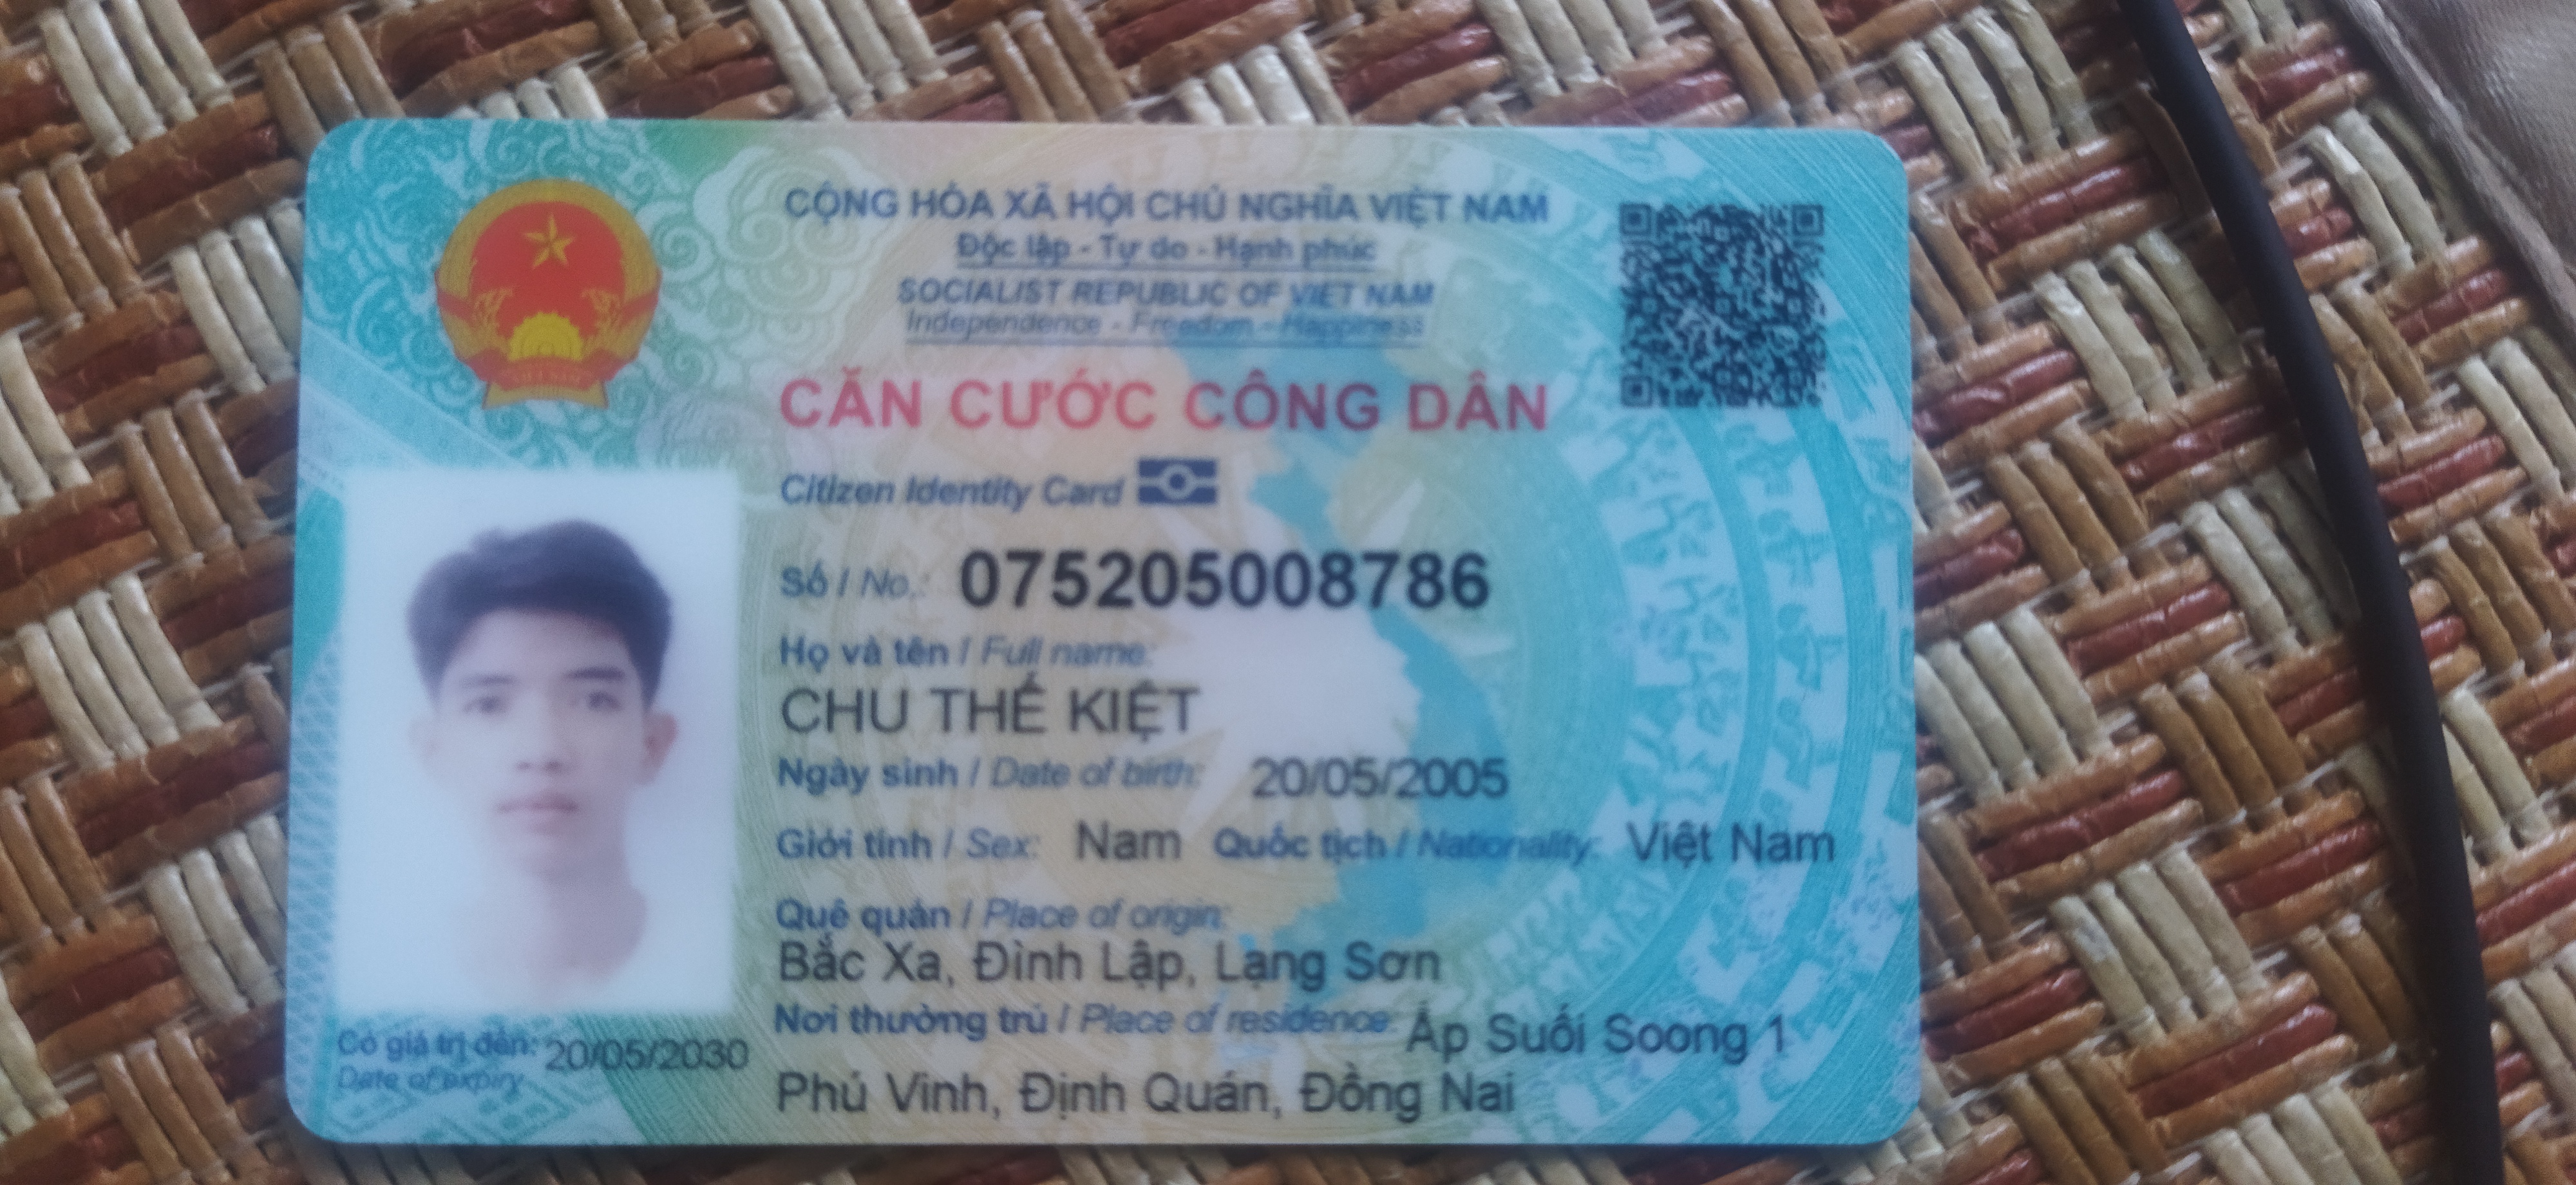 CỘNG HÒA XÃ HỘI CHỦ NGHĨA VIỆT NAM
Độc lập - Tự do - Hạnh phúc
SOCIALIST REPUBLIC OF VIET NAM
Independence - Freedom - Happiness
CĂN CƯỚC CÔNG DÂN
Citizen Identity Card
Số / No.: 075205008786
Họ và tên / Full name:
CHU THẾ KIỆT
Ngày sinh / Date of birth: 20/05/2005
Giới tính / Sex: Nam Quốc tịch / Nationality: Việt Nam
Quê quán / Place of origin:
Bắc Xa, Đình Lập, Lạng Sơn
Nơi thường trú / Place of residence: Ấp Suối Soong 1
Phú Vinh, Định Quán, Đồng Nai
Có giá trị đến: 20/05/2030
Date of expiry